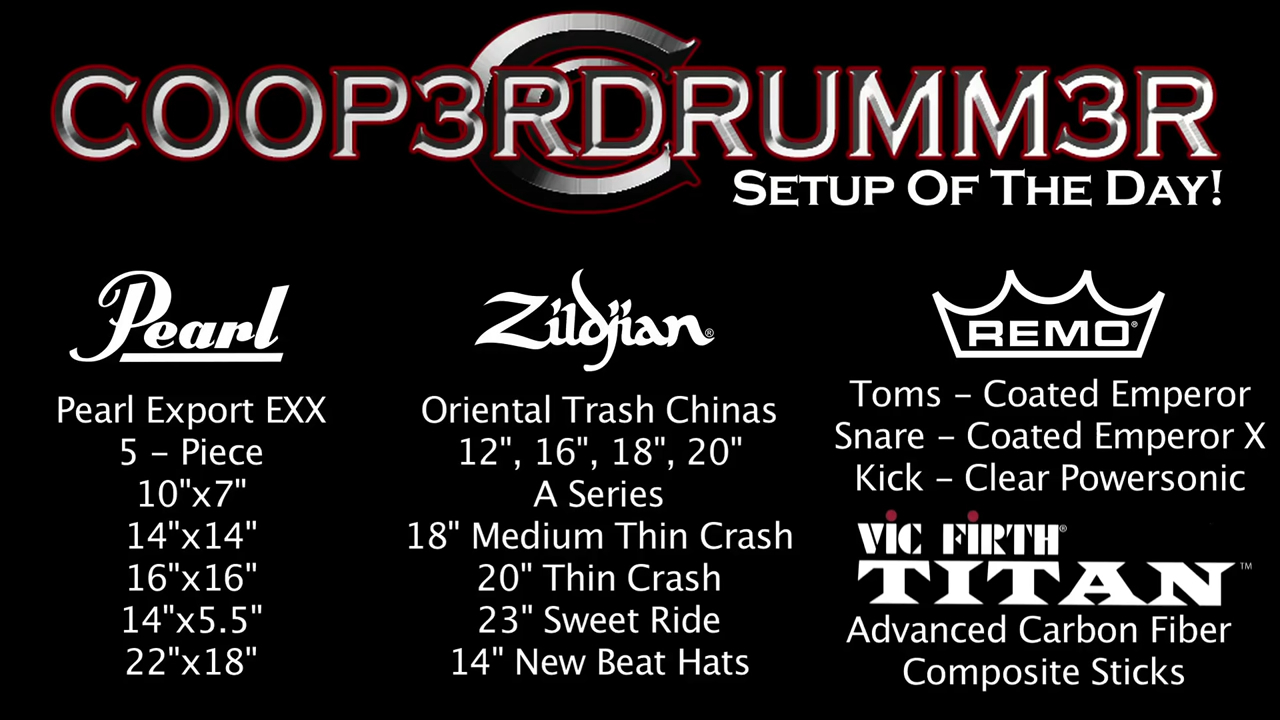 COOP3RDRUMM3R
SETUP OF THE DAY!
Pearl
Pearl Export EXX
5 – Piece
10"x7"
14"x14"
16"x16"
14"x5.5"
22"x18"
Zildjian®
Oriental Trash Chinas
12", 16", 18", 20"
A Series
18" Medium Thin Crash
20" Thin Crash
23" Sweet Ride
14" New Beat Hats
REMO®
Toms – Coated Emperor
Snare – Coated Emperor X
Kick – Clear Powersonic
VIC FIRTH®
TITAN™
Advanced Carbon Fiber
Composite Sticks